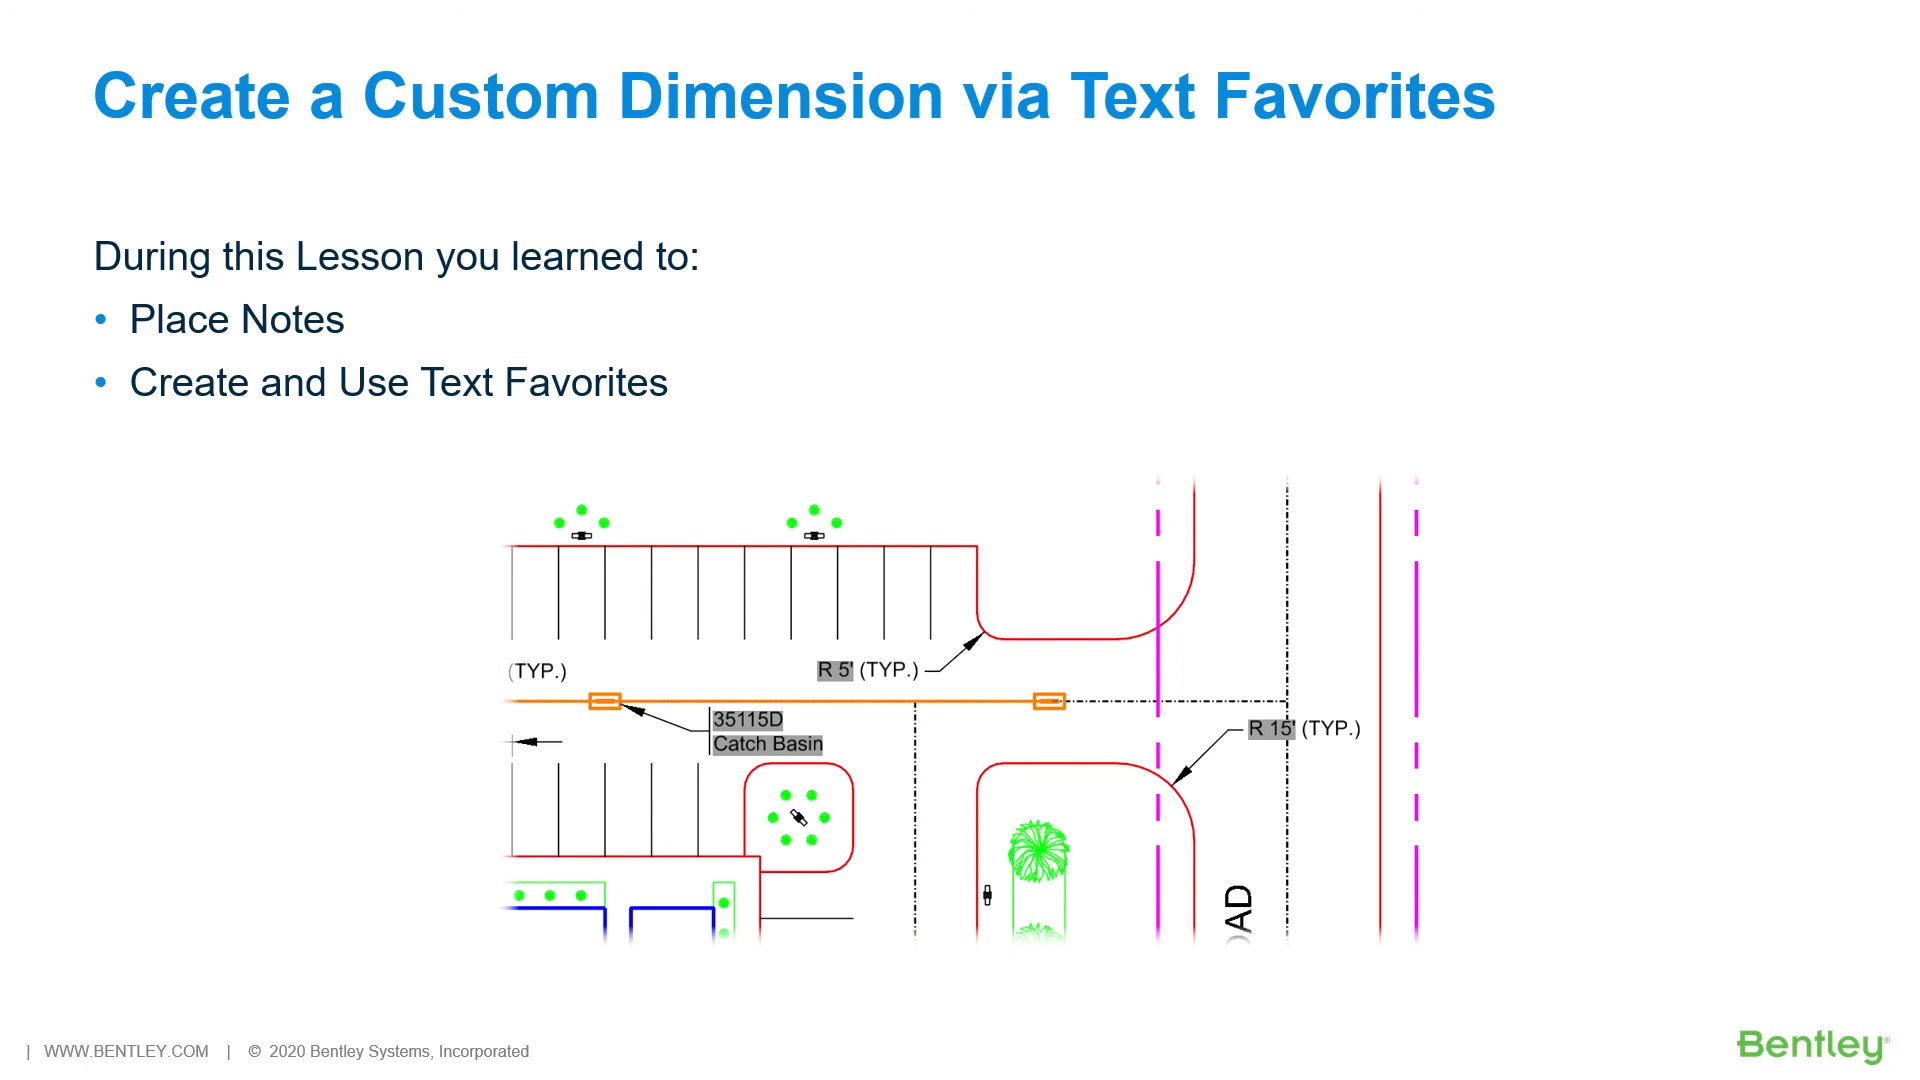 Create a Custom Dimension via Text Favorites
During this Lesson you learned to:
• Place Notes
• Create and Use Text Favorites
(TYP.)
R 5' (TYP.)
35115D
Catch Basin
R 15' (TYP.)
AD
| WWW.BENTLEY.COM | © 2020 Bentley Systems, Incorporated
Bentley®